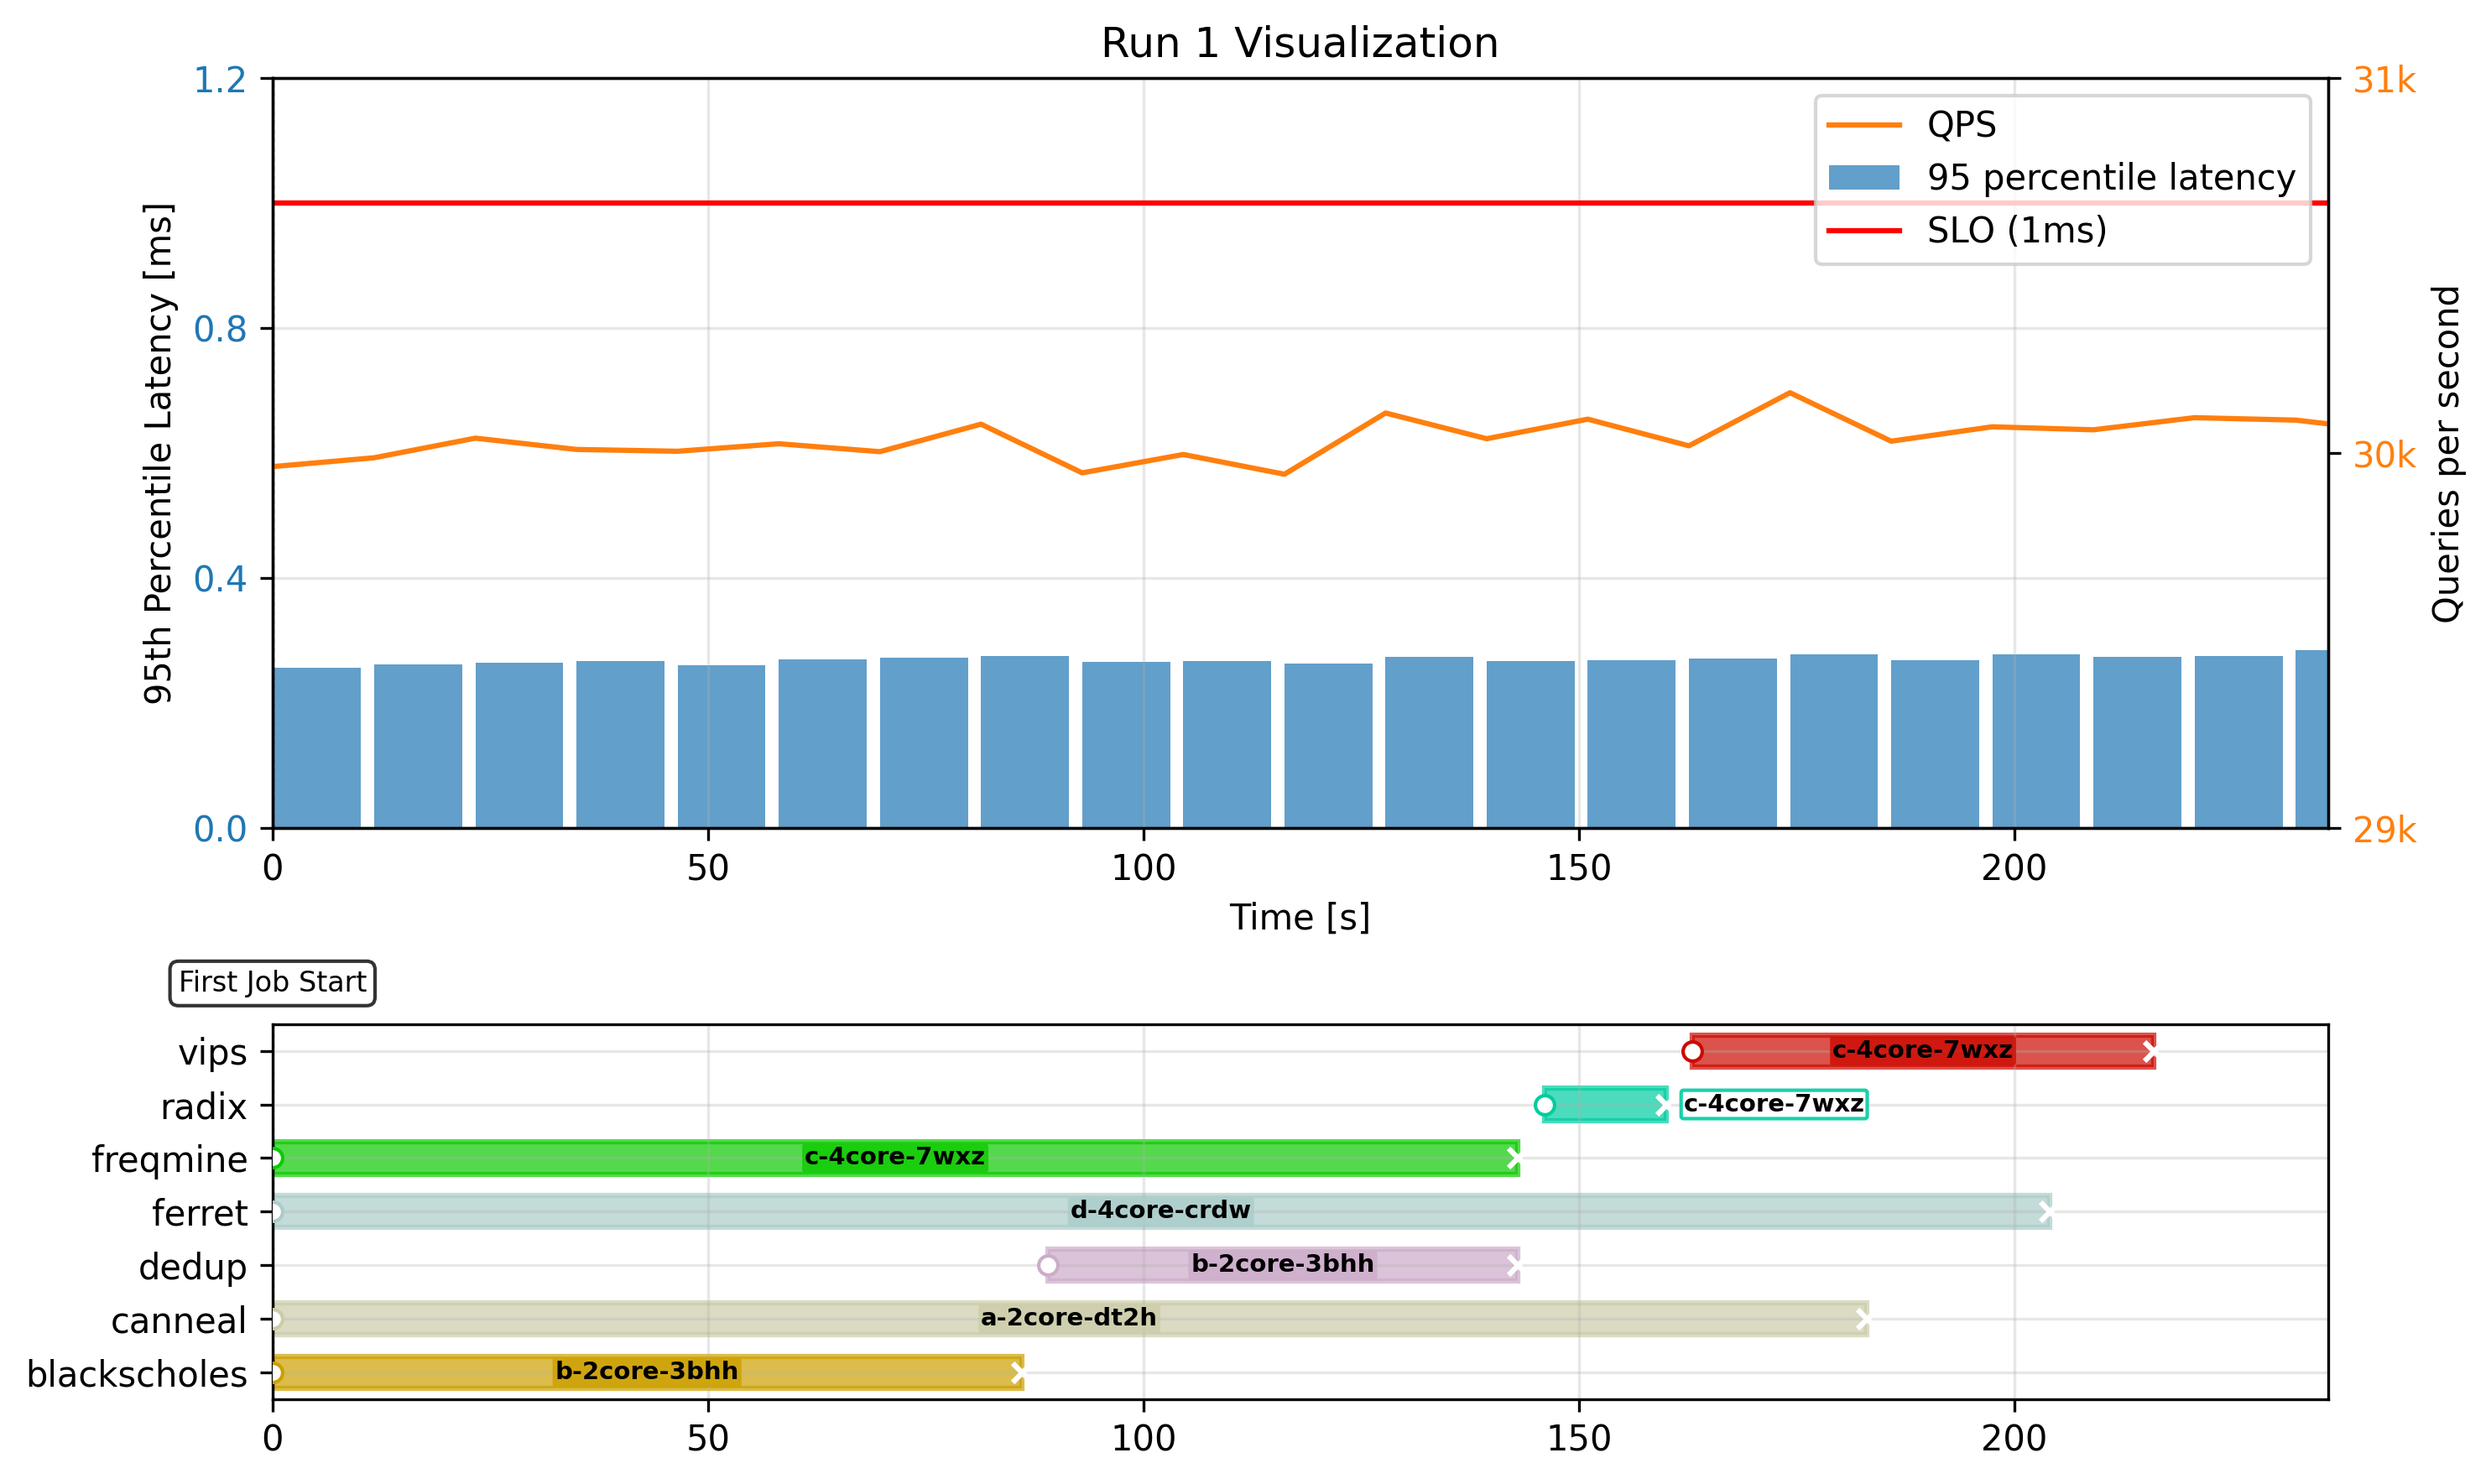 Run 1 Visualization
1.2
0.8
0.4
0.0
95th Percentile Latency [ms]
31k
30k
29k
Queries per second
QPS
95 percentile latency
SLO (1ms)
0
50
100
150
200
Time [s]
First Job Start
vips
c-4core-7wxz
radix
c-4core-7wxz
freqmine
c-4core-7wxz
ferret
d-4core-crdw
dedup
b-2core-3bhh
canneal
a-2core-dt2h
blackscholes
b-2core-3bhh
0
50
100
150
200